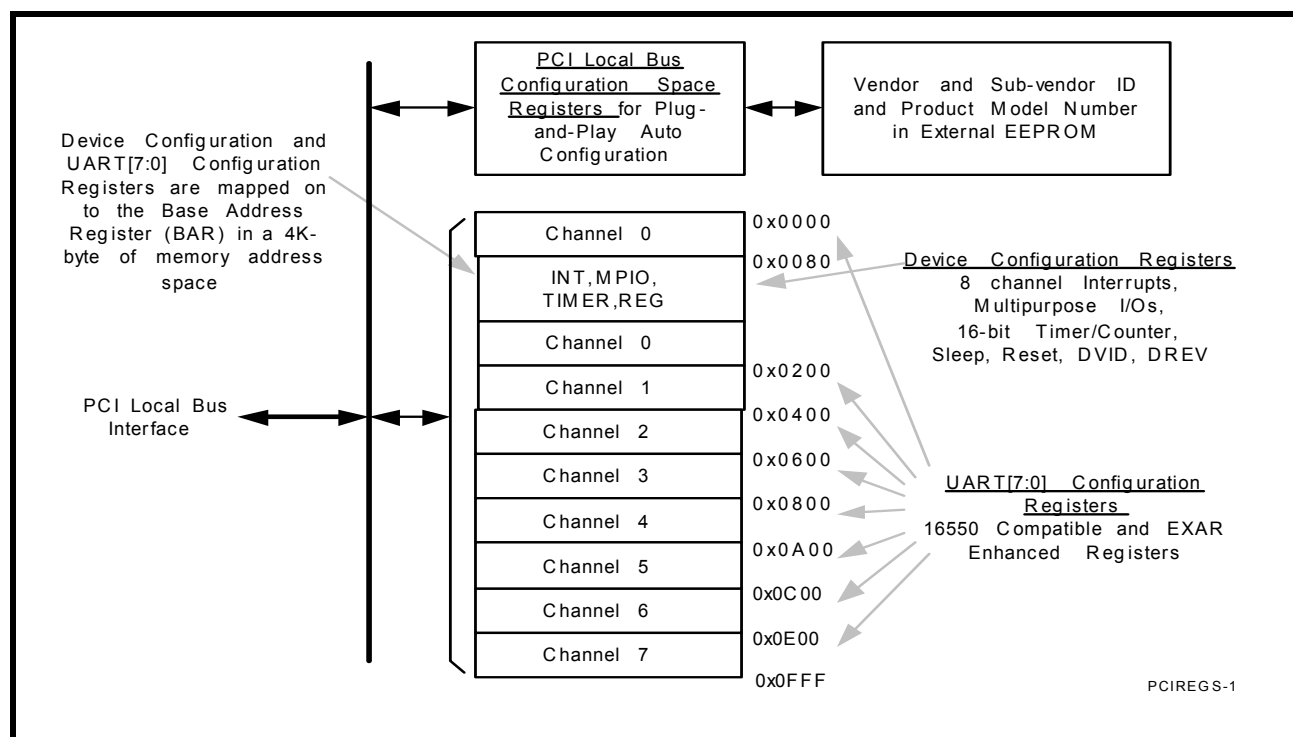 PCI Local Bus
Configuration Space
Registers for Plug-
and-Play Auto
Configuration
Vendor and Sub-vendor ID
and Product Model Number
in External EEPROM
Device Configuration and
UART[7:0] Configuration
Registers are mapped on
to the Base Address
Register (BAR) in a 4K-
byte of memory address
space
PCI Local Bus
Interface
Channel 0
INT,MPIO,
TIMER,REG
Channel 0
Channel 1
Channel 2
Channel 3
Channel 4
Channel 5
Channel 6
Channel 7
0x0000
0x0080
0x0200
0x0400
0x0600
0x0800
0x0A00
0x0C00
0x0E00
0x0FFF
Device Configuration Registers
8 channel Interrupts,
Multipurpose I/Os,
16-bit Timer/Counter,
Sleep, Reset, DVID, DREV
UART[7:0] Configuration
Registers
16550 Compatible and EXAR
Enhanced Registers
PCIREGS-1